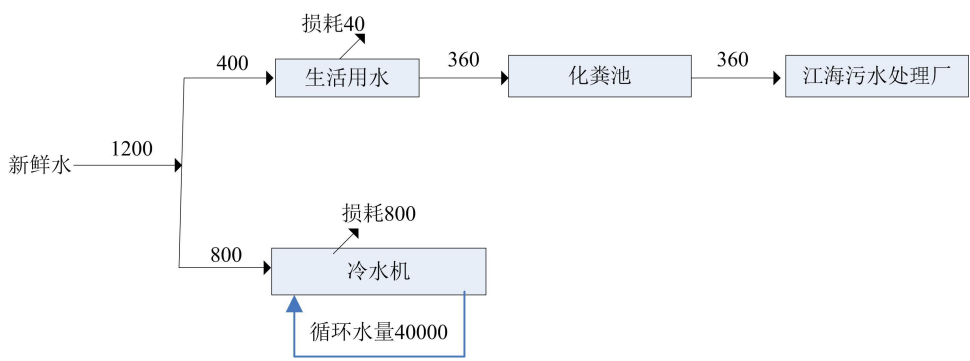 损耗40
400
生活用水
360
化粪池
360
江海污水处理厂
新鲜水
1200
损耗800
800
冷水机
循环水量40000